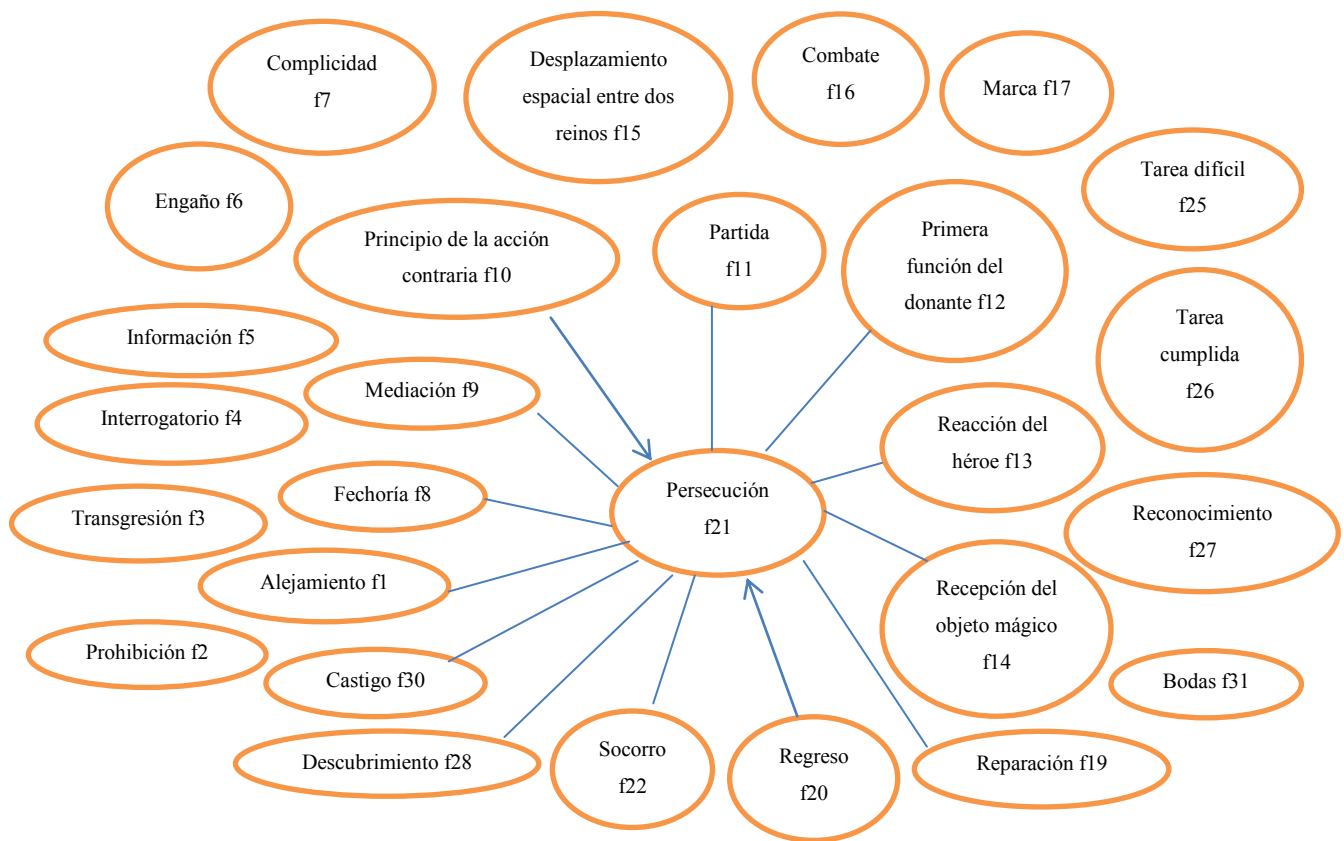 Complicidad
f7
Desplazamiento
espacial entre dos
reinos f15
Combate
f16
Marca f17
Tarea difícil
f25
Engaño f6
Principio de la acción
contraria f10
Partida
f11
Primera
función del
donante f12
Tarea
cumplida
f26
Información f5
Mediación f9
Interrogatorio f4
Reacción del
héroe f13
Persecución
f21
Fechoría f8
Transgresión f3
Reconocimiento
f27
Alejamiento f1
Recepción del
objeto mágico
f14
Prohibición f2
Castigo f30
Bodas f31
Descubrimiento f28
Socorro
f22
Regreso
f20
Reparación f19